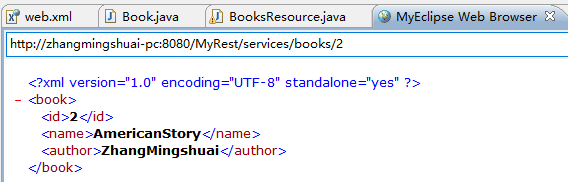 web.xml Book.java BooksResource.java MyEclipse Web Browser
http://zhangmingshuai-pc:8080/MyRest/services/books/2
<?xml version="1.0" encoding="UTF-8" standalone="yes" ?>
- <book>
<id>2</id>
<name>AmericanStory</name>
<author>ZhangMingshuai</author>
</book>